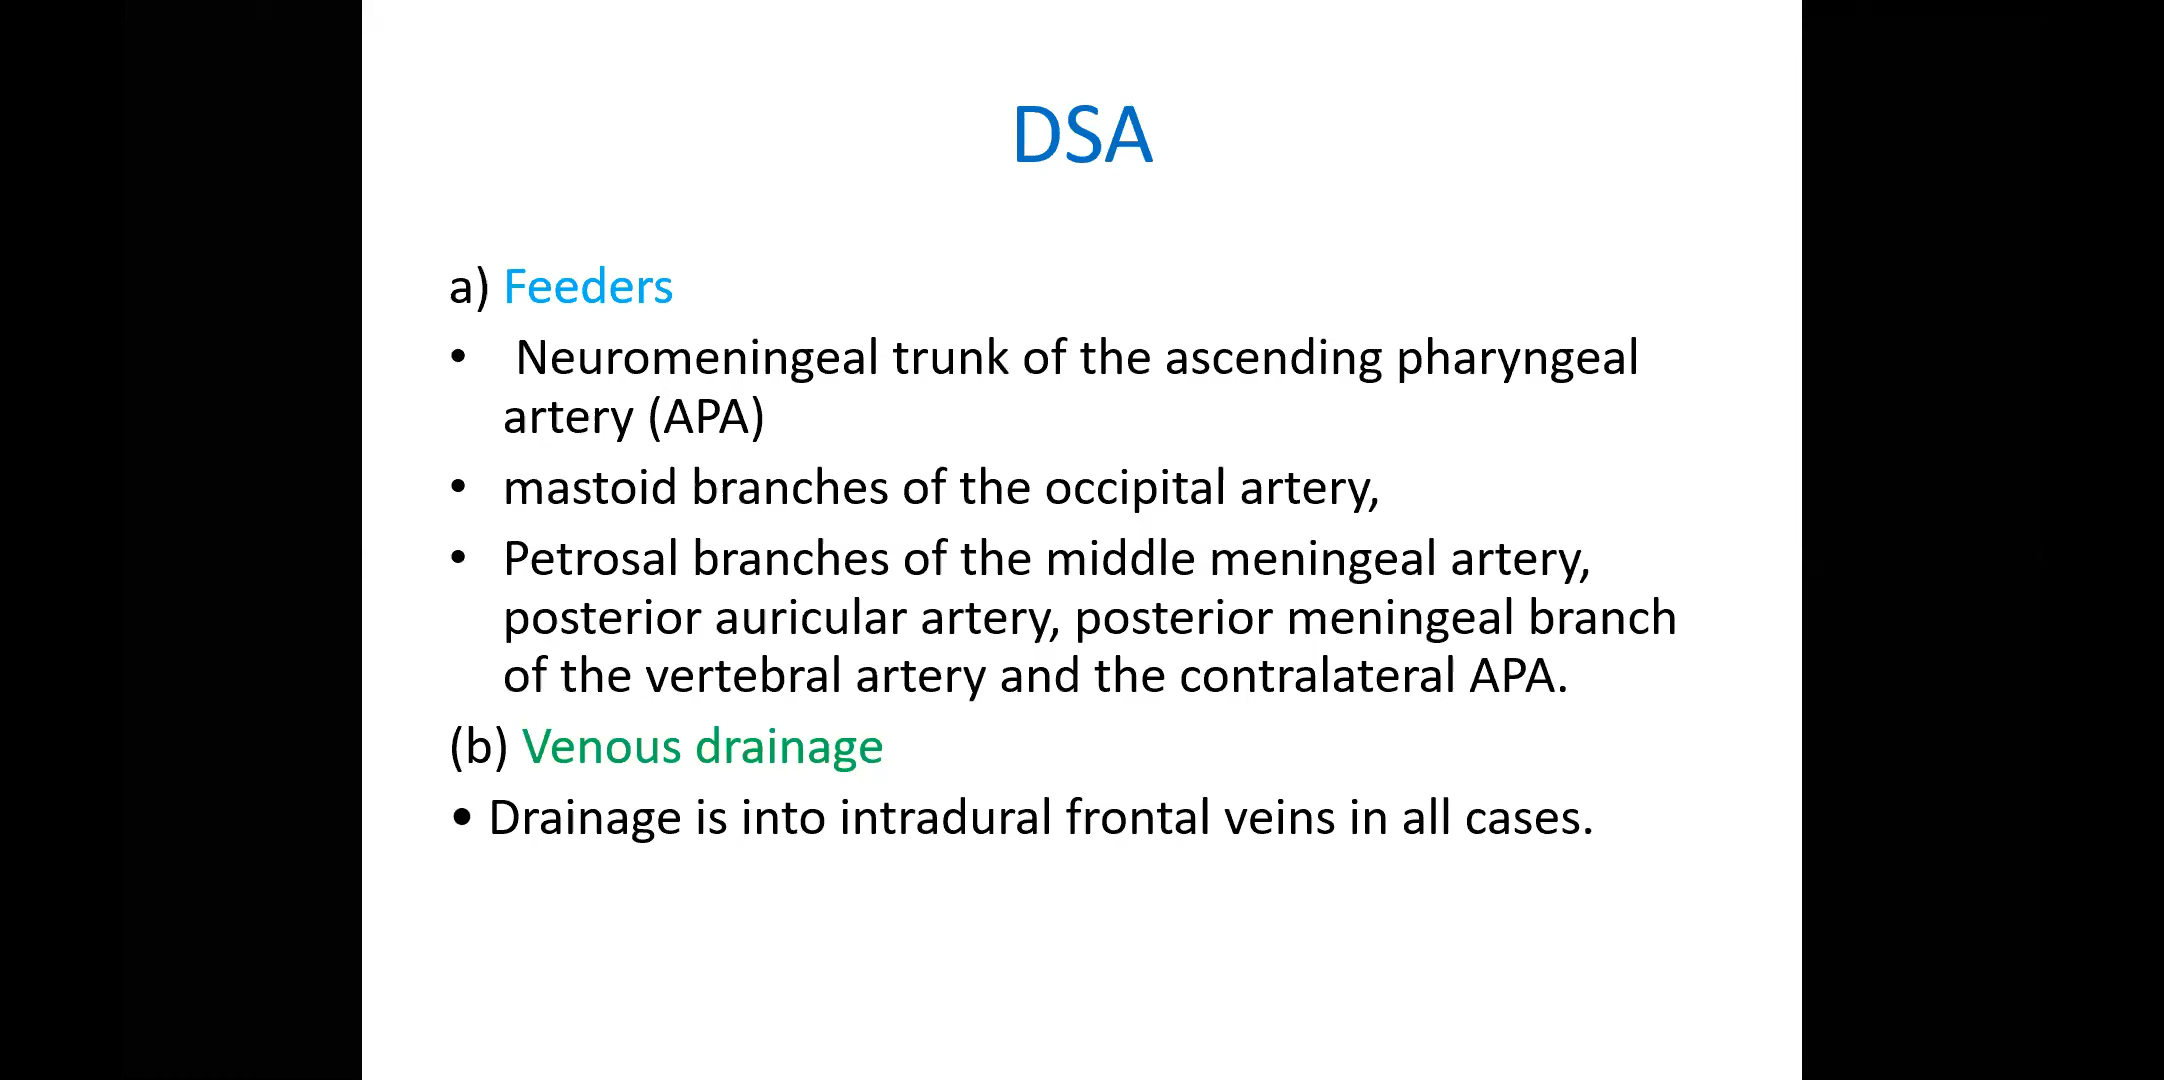 DSA
a) Feeders
• Neuromeningeal trunk of the ascending pharyngeal
artery (APA)
• mastoid branches of the occipital artery,
• Petrosal branches of the middle meningeal artery,
posterior auricular artery, posterior meningeal branch
of the vertebral artery and the contralateral APA.
(b) Venous drainage
• Drainage is into intradural frontal veins in all cases.